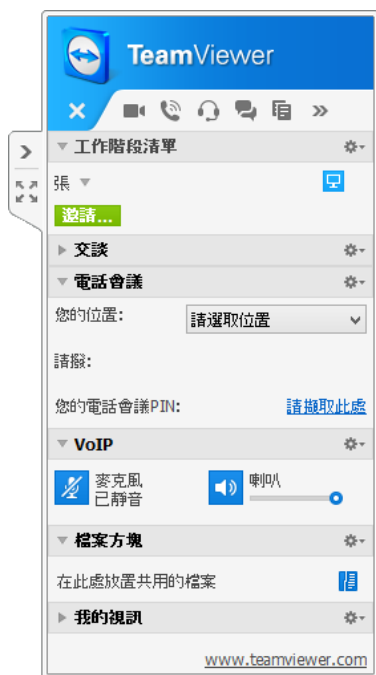 TeamViewer
工作階段清單
張
邀請...
交談
電話會議
您的位置: 請選取位置
請撥:
您的電話會議PIN: 請擷取此處
VoIP
麥克風 喇叭
已靜音
檔案方塊
在此處放置共用的檔案
我的視訊
www.teamviewer.com